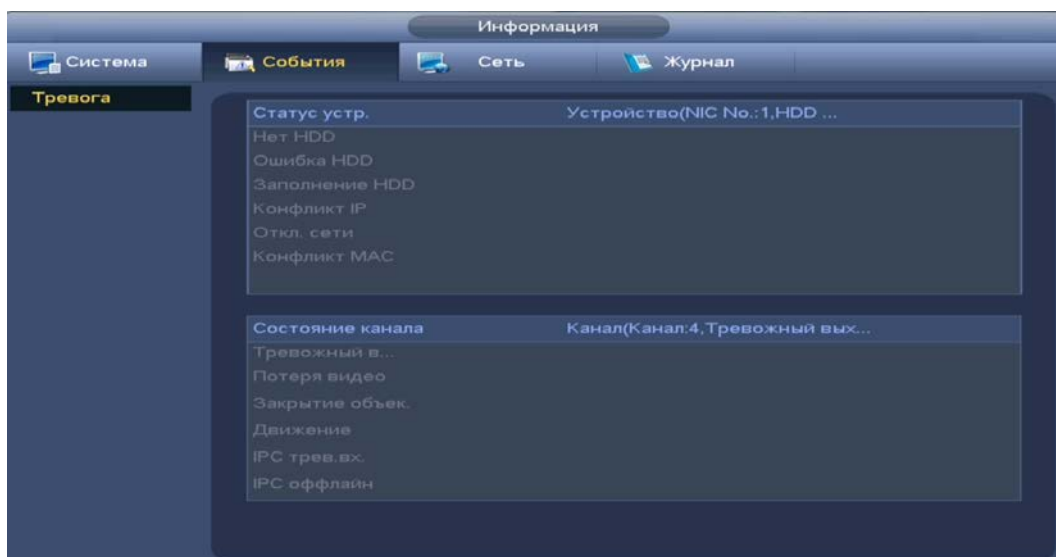 Информация
Система События Сеть Журнал
Тревога
Статус устр. Устройство(NIC No.:1,HDD ...
Нет HDD
Ошибка HDD
Заполнение HDD
Конфликт IP
Откл. сети
Конфликт MAC
Состояние канала Канал(Канал:4,Тревожный вых...
Тревожный в...
Потеря видео
Закрытие объек.
Движение
IPC трев.вх.
IPC оффлайн